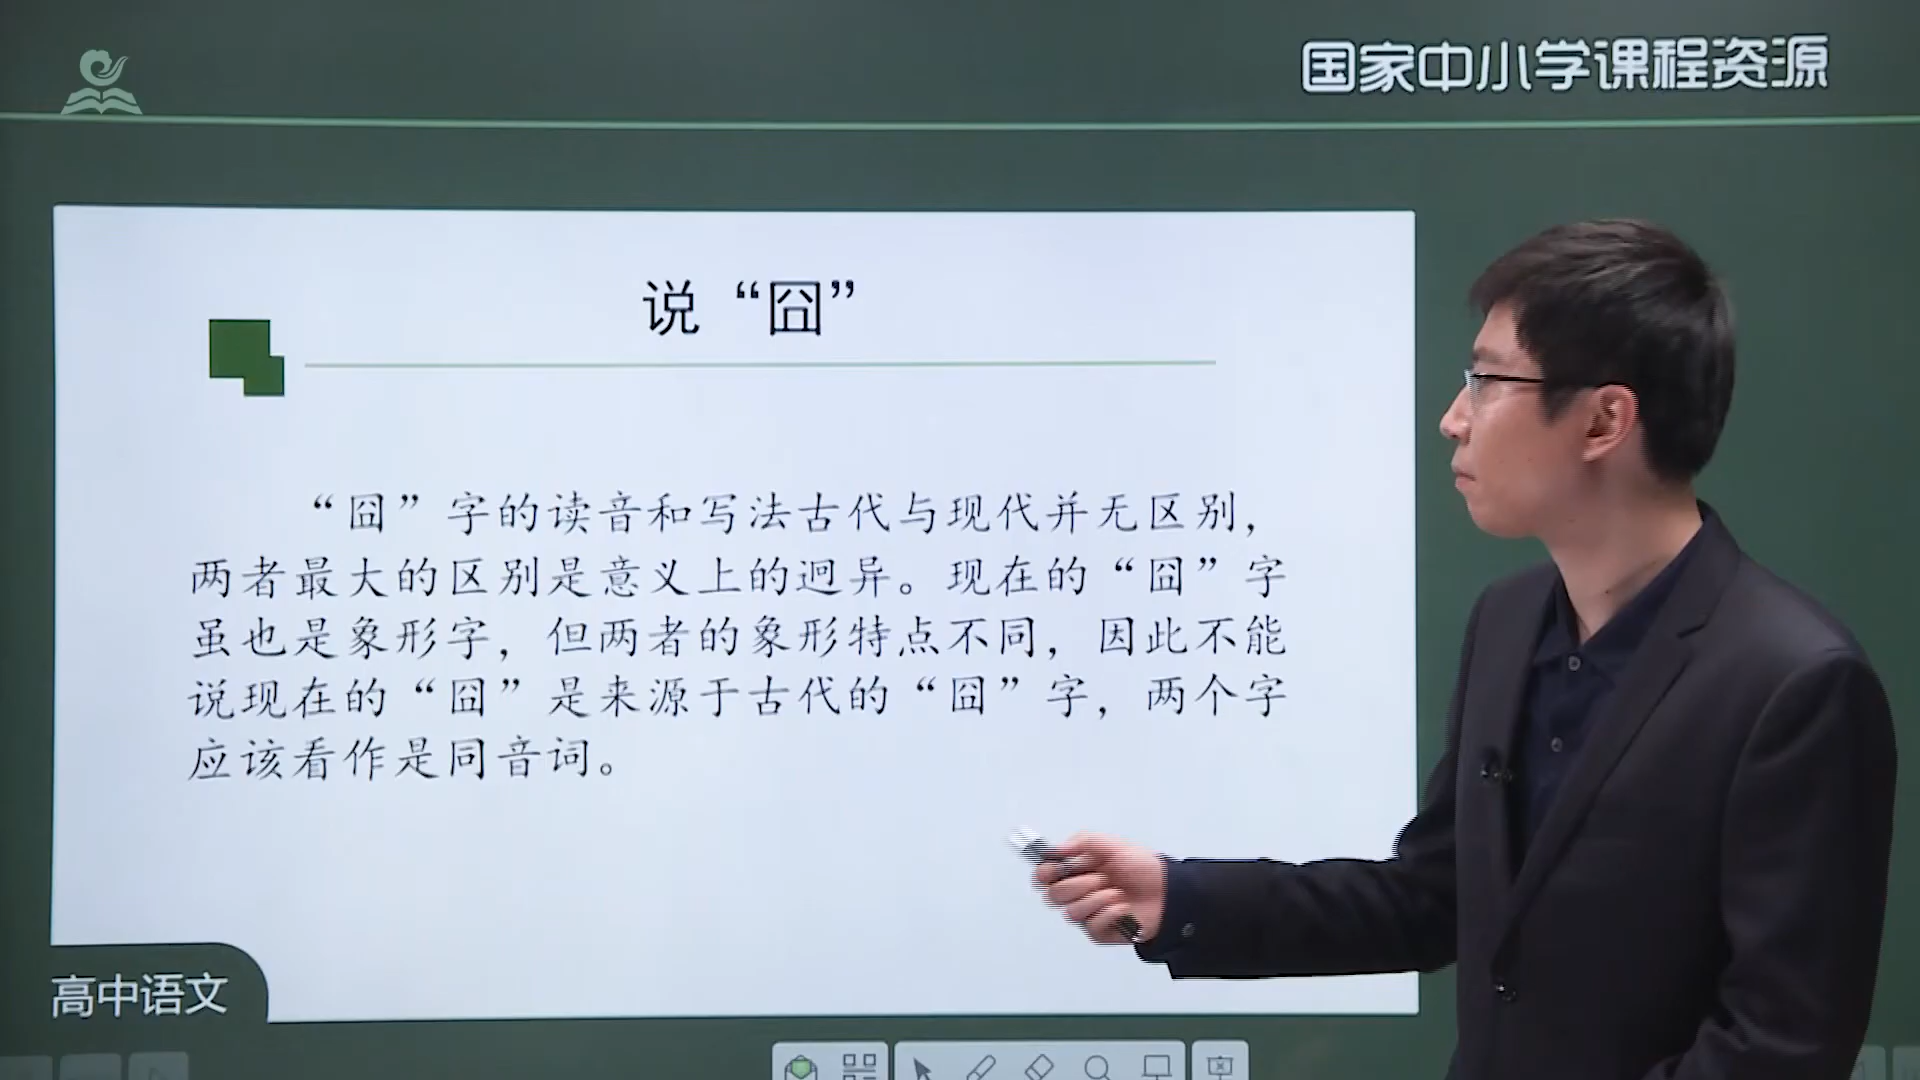 国家中小学课程资源
说“囧”
“囧”字的读音和写法古代与现代并无区别，
两者最大的区别是意义上的迥异。现在的“囧”字
虽也是象形字，但两者的象形特点不同，因此不能
说现在的“囧”是来源于古代的“囧”字，两个字
应该看作是同音词。
高中语文